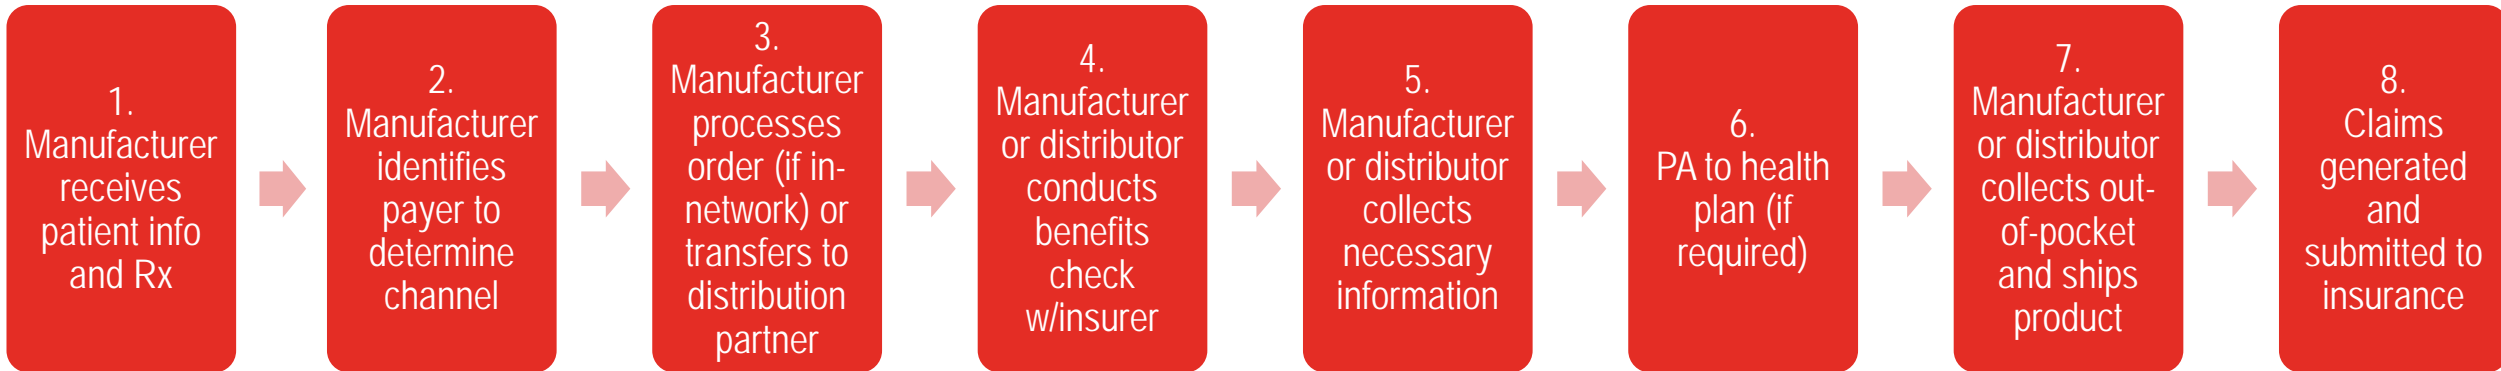 1.
Manufacturer
receives
patient info
and Rx
2.
Manufacturer
identifies
payer to
determine
channel
3.
Manufacturer
processes
order (if in-
network) or
transfers to
distribution
partner
4.
Manufacturer
or distributor
conducts
benefits
check
w/insurer
5.
Manufacturer
or distributor
collects
necessary
information
6.
PA to health
plan (if
required)
7.
Manufacturer
or distributor
collects out-
of-pocket
and ships
product
8.
Claims
generated
and
submitted to
insurance